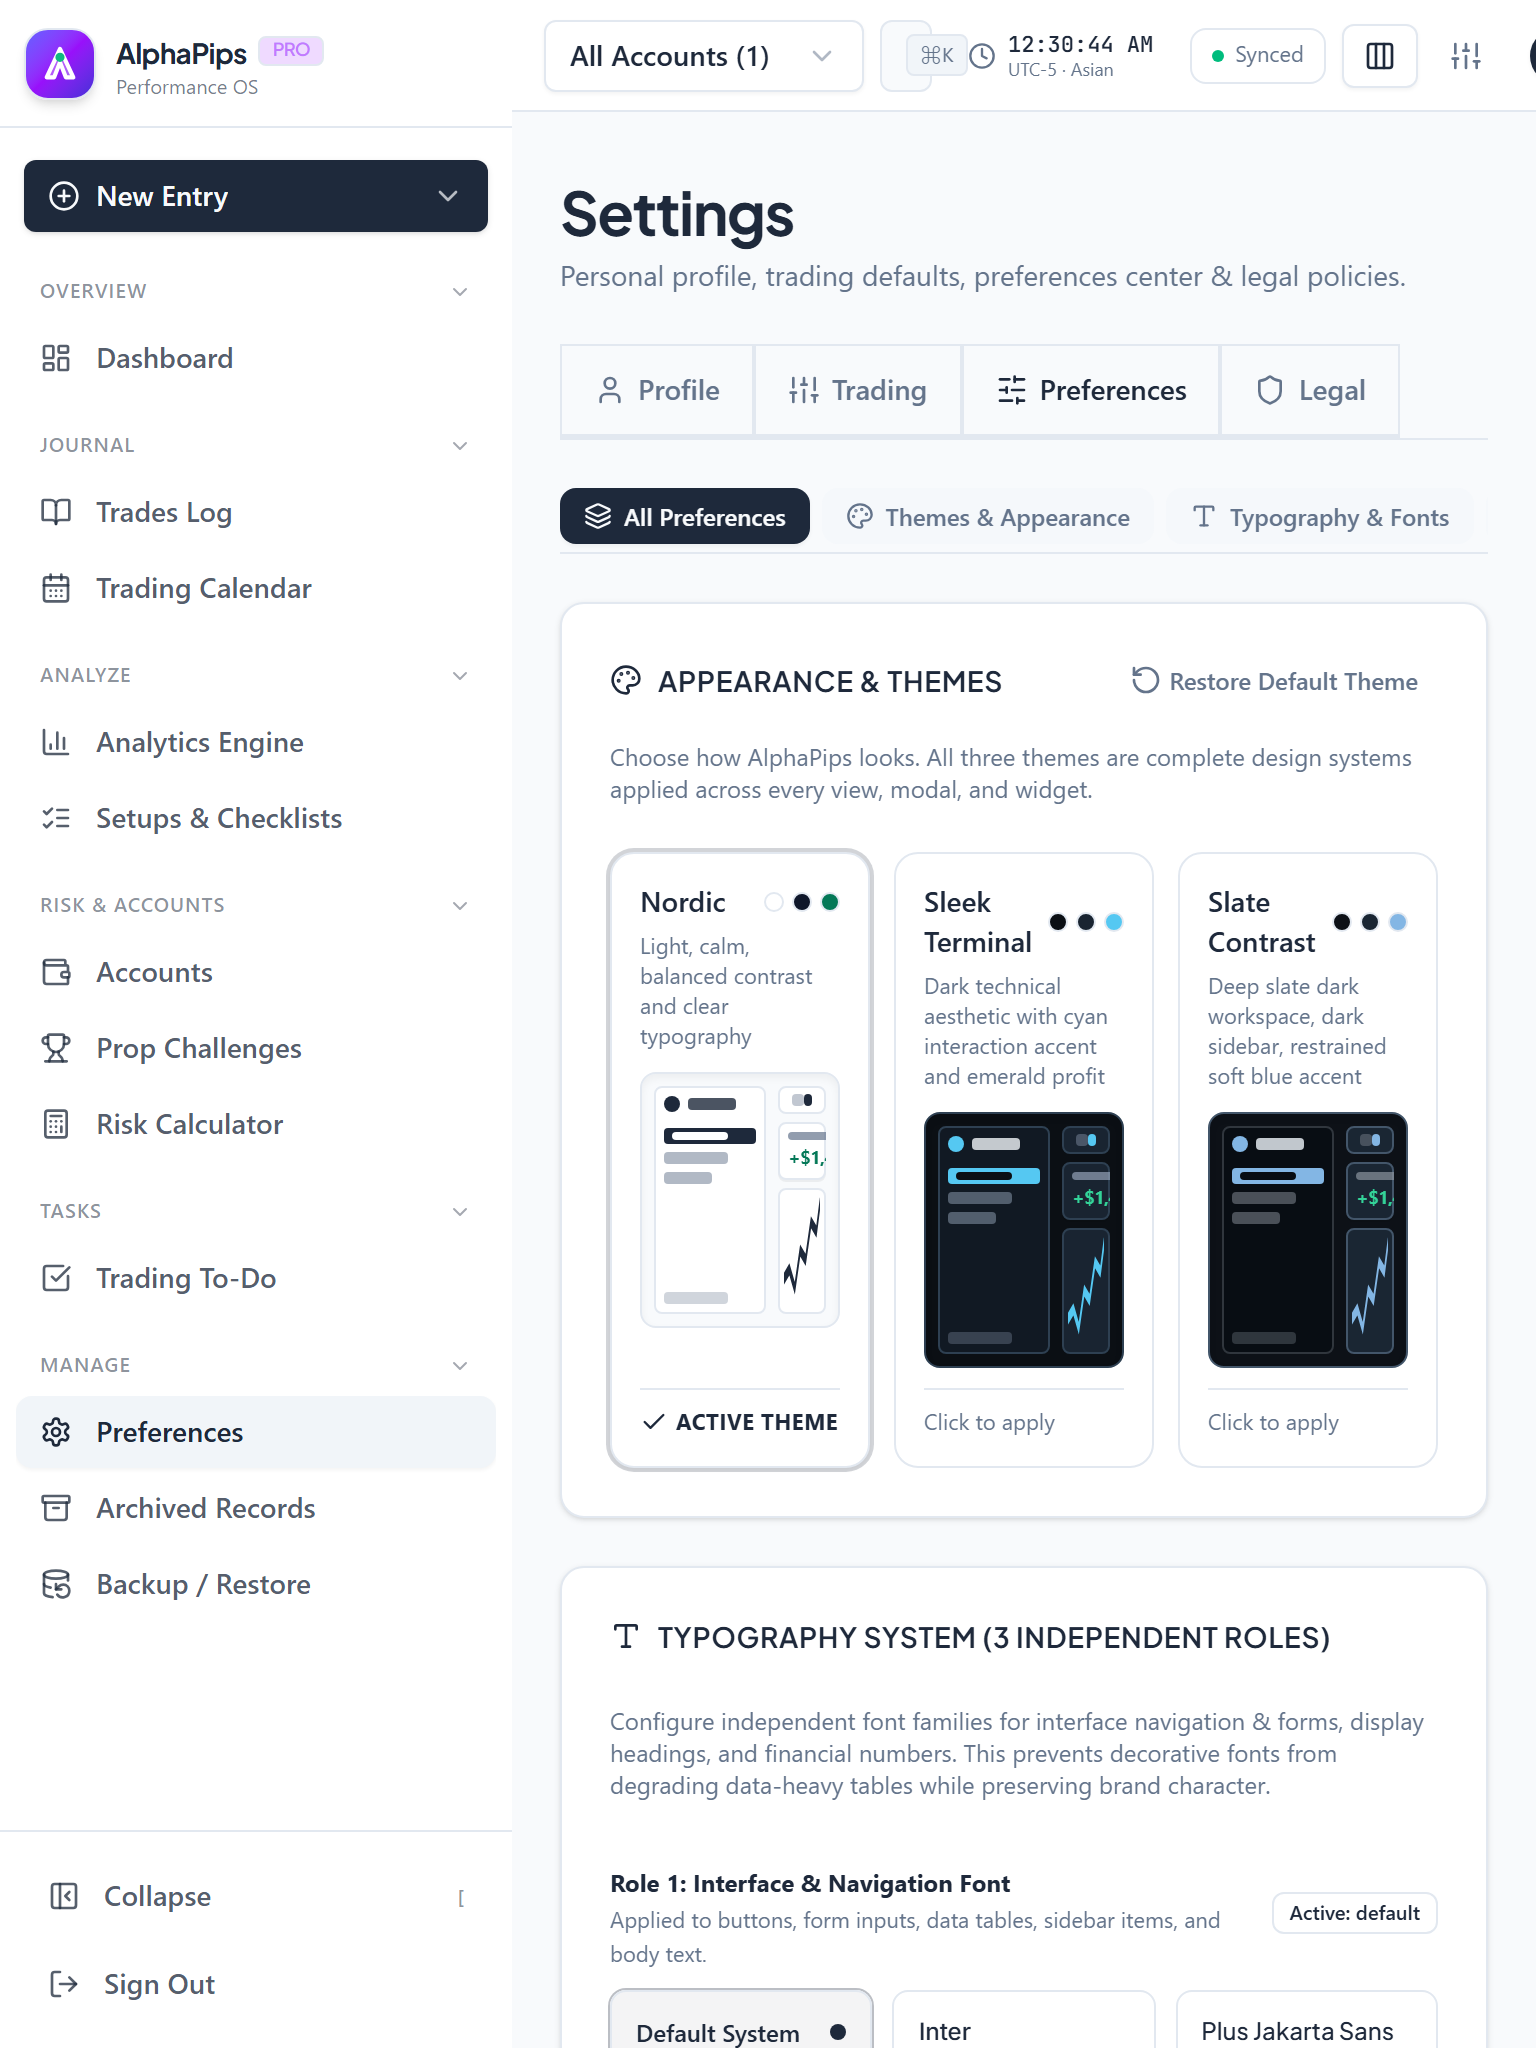 AlphaPips PRO
Performance OS
New Entry
OVERVIEW
Dashboard
JOURNAL
Trades Log
Trading Calendar
ANALYZE
Analytics Engine
Setups & Checklists
RISK & ACCOUNTS
Accounts
Prop Challenges
Risk Calculator
TASKS
Trading To-Do
MANAGE
Preferences
Archived Records
Backup / Restore
Collapse [
Sign Out
All Accounts (1)
⌘K
12:30:44 AM
UTC-5 · Asian
Synced
Settings
Personal profile, trading defaults, preferences center & legal policies.
Profile
Trading
Preferences
Legal
All Preferences
Themes & Appearance
Typography & Fonts
APPEARANCE & THEMES
Restore Default Theme
Choose how AlphaPips looks. All three themes are complete design systems
applied across every view, modal, and widget.
Nordic
Light, calm,
balanced contrast
and clear
typography
+$1,
ACTIVE THEME
Sleek
Terminal
Dark technical
aesthetic with cyan
interaction accent
and emerald profit
+$1,
Click to apply
Slate
Contrast
Deep slate dark
workspace, dark
sidebar, restrained
soft blue accent
+$1,
Click to apply
TYPOGRAPHY SYSTEM (3 INDEPENDENT ROLES)
Configure independent font families for interface navigation & forms, display
headings, and financial numbers. This prevents decorative fonts from
degrading data-heavy tables while preserving brand character.
Role 1: Interface & Navigation Font
Applied to buttons, form inputs, data tables, sidebar items, and
body text.
Active: default
Default System
Inter
Plus Jakarta Sans